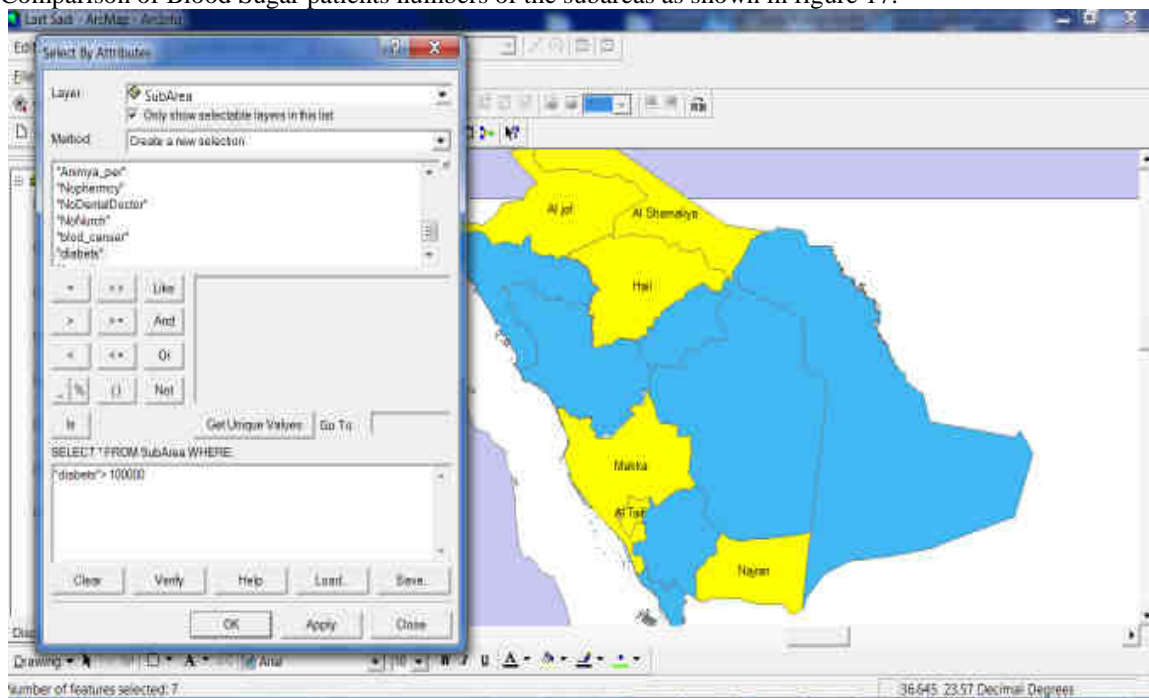 Comparison of Blood Sugar patients numbers of the subareas as shown in figure 17.
Last Sadi - ArcMap - ArcInfo
Select By Attributes
Layer
SubArea
Only show selectable layers in this list
Method
Create a new selection
"Animya_per"
"Nophermcy"
"NoDentalDoctor"
"NoNurch"
"blod_canser"
"diabets"
Like
And
Or
_ % () Not
Is
Get Unique Values
Go To
SELECT * FROM SubArea WHERE:
"diabets"> 100000
Clear Verify Help Load.. Save..
OK Apply Close
Al jof
Al Shamalya
Hail
Makka
Al Taif
Najran
Drawing
A
Arial
10
B I U A
Number of features selected: 7
36.645 23.57 Decimal Degrees